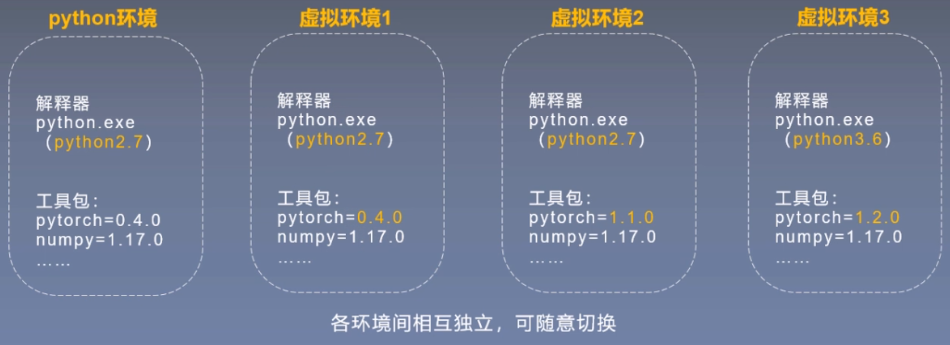 python环境
解释器
python.exe
（python2.7）
工具包：
pytorch=0.4.0
numpy=1.17.0
……
虚拟环境1
解释器
python.exe
（python2.7）
工具包：
pytorch=0.4.0
numpy=1.17.0
……
虚拟环境2
解释器
python.exe
（python2.7）
工具包：
pytorch=1.1.0
numpy=1.17.0
……
虚拟环境3
解释器
python.exe
（python3.6）
工具包：
pytorch=1.2.0
numpy=1.17.0
……
各环境间相互独立，可随意切换